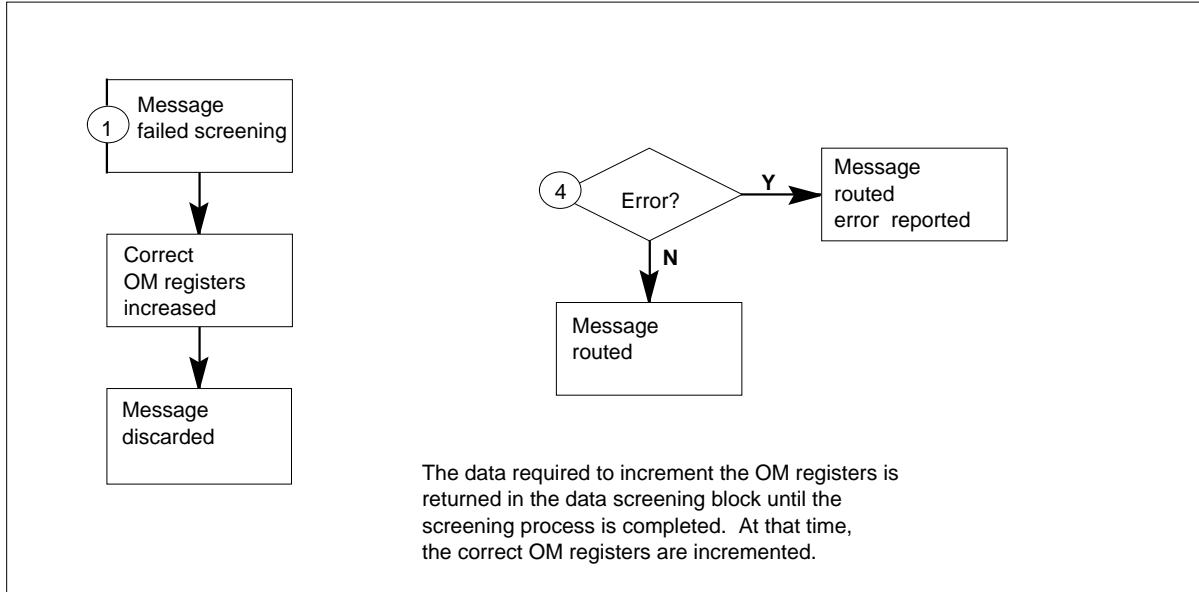 1
Message
failed screening
Correct
OM registers
increased
Message
discarded
4
Error?
Y
Message
routed
error reported
N
Message
routed
The data required to increment the OM registers is
returned in the data screening block until the
screening process is completed. At that time,
the correct OM registers are incremented.